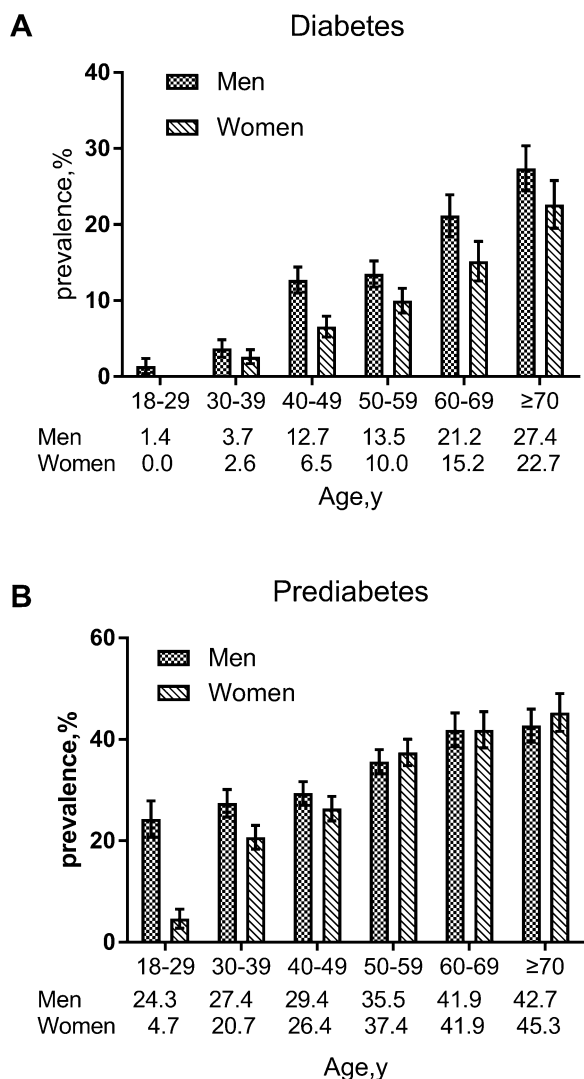 A
Diabetes
Men
Women
prevalence,%
40
30
20
10
0
18-29 30-39 40-49 50-59 60-69 ≥70
Men 1.4 3.7 12.7 13.5 21.2 27.4
Women 0.0 2.6 6.5 10.0 15.2 22.7
Age,y
B
Prediabetes
Men
Women
prevalence,%
60
40
20
0
18-29 30-39 40-49 50-59 60-69 ≥70
Men 24.3 27.4 29.4 35.5 41.9 42.7
Women 4.7 20.7 26.4 37.4 41.9 45.3
Age,y